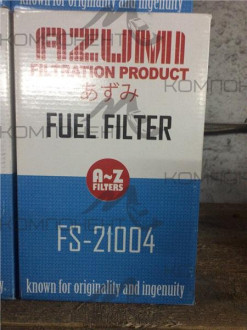 known for originality and ingenuity
AZUMI
FILTRATION PRODUCT
あずみ
FUEL FILTER
A~Z
FILTERS
FS-21004
known for originality and ingenuity